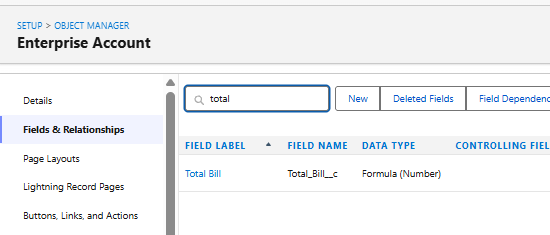 SETUP > OBJECT MANAGER
Enterprise Account
Details
Fields & Relationships
Page Layouts
Lightning Record Pages
Buttons, Links, and Actions
total
New
Deleted Fields
Field Dependenc
FIELD LABEL FIELD NAME DATA TYPE CONTROLLING FIEL
Total Bill Total_Bill__c Formula (Number)